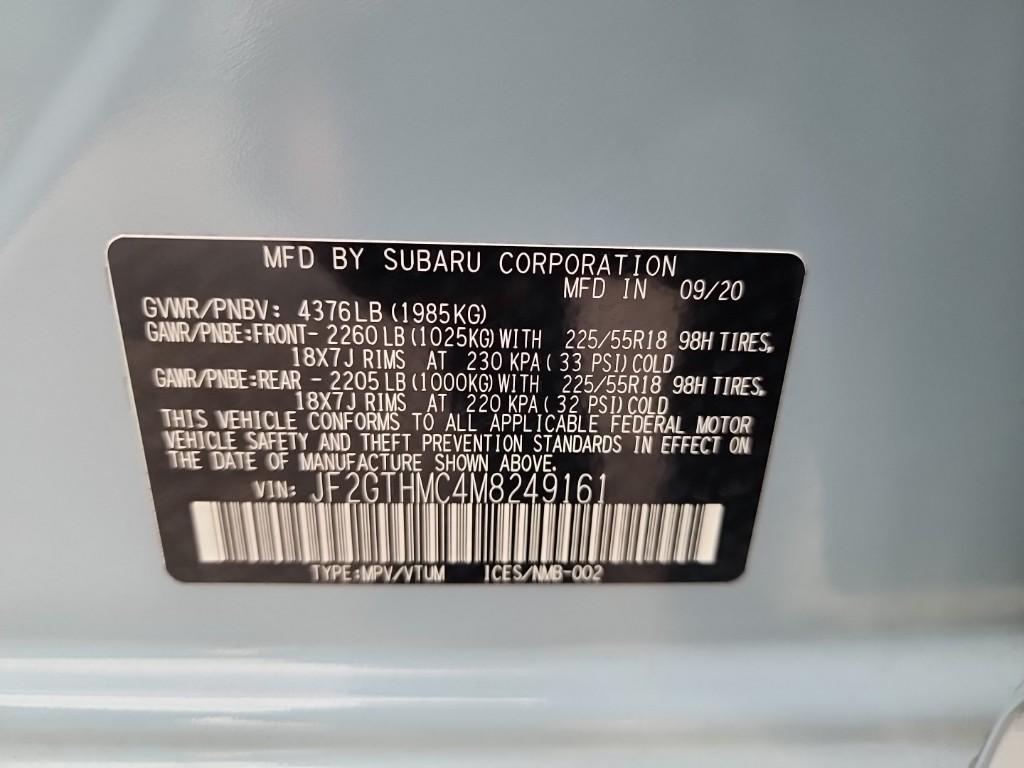 MFD BY SUBARU CORPORATION
MFD IN 09/20
GVWR/PNBV: 4376LB (1985KG)
GAWR/PNBE:FRONT- 2260 LB (1025KG) WITH 225/55R18 98H TIRES,
18X7J RIMS AT 230 KPA ( 33 PSI) COLD
GAWR/PNBE:REAR - 2205 LB (1000KG) WITH 225/55R18 98H TIRES,
18X7J RIMS AT 220 KPA ( 32 PSI) COLD
THIS VEHICLE CONFORMS TO ALL APPLICABLE FEDERAL MOTOR
VEHICLE SAFETY AND THEFT PREVENTION STANDARDS IN EFFECT ON
THE DATE OF MANUFACTURE SHOWN ABOVE.
VIN: JF2GTHMC4M8249161
TYPE:MPV/VTUM ICES/NMB-002